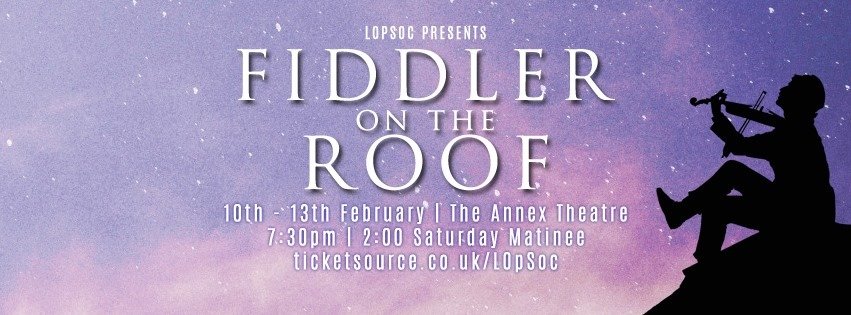 LOPSOC PRESENTS
FIDDLER
ON THE
ROOF
10th - 13th February | The Annex Theatre
7:30pm | 2:00 Saturday Matinee
ticketsource.co.uk/LOpSoc